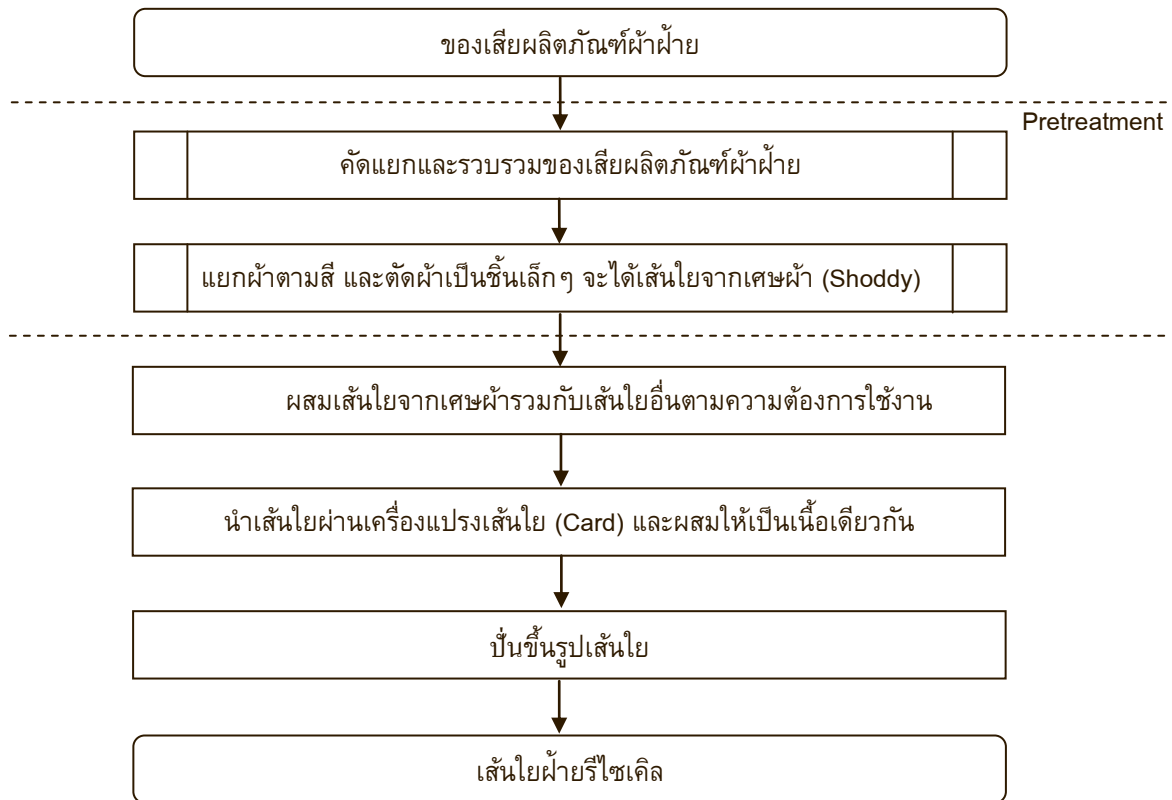 ของเสียผลิตภัณฑ์ผ้าฝ้าย
Pretreatment
คัดแยกและรวบรวมของเสียผลิตภัณฑ์ผ้าฝ้าย
แยกผ้าตามสี และตัดผ้าเป็นชิ้นเล็กๆ จะได้เส้นใยจากเศษผ้า (Shoddy)
ผสมเส้นใยจากเศษผ้ารวมกับเส้นใยอื่นตามความต้องการใช้งาน
นำเส้นใยผ่านเครื่องแปรงเส้นใย (Card) และผสมให้เป็นเนื้อเดียวกัน
ปั่นขึ้นรูปเส้นใย
เส้นใยฝ้ายรีไซเคิล